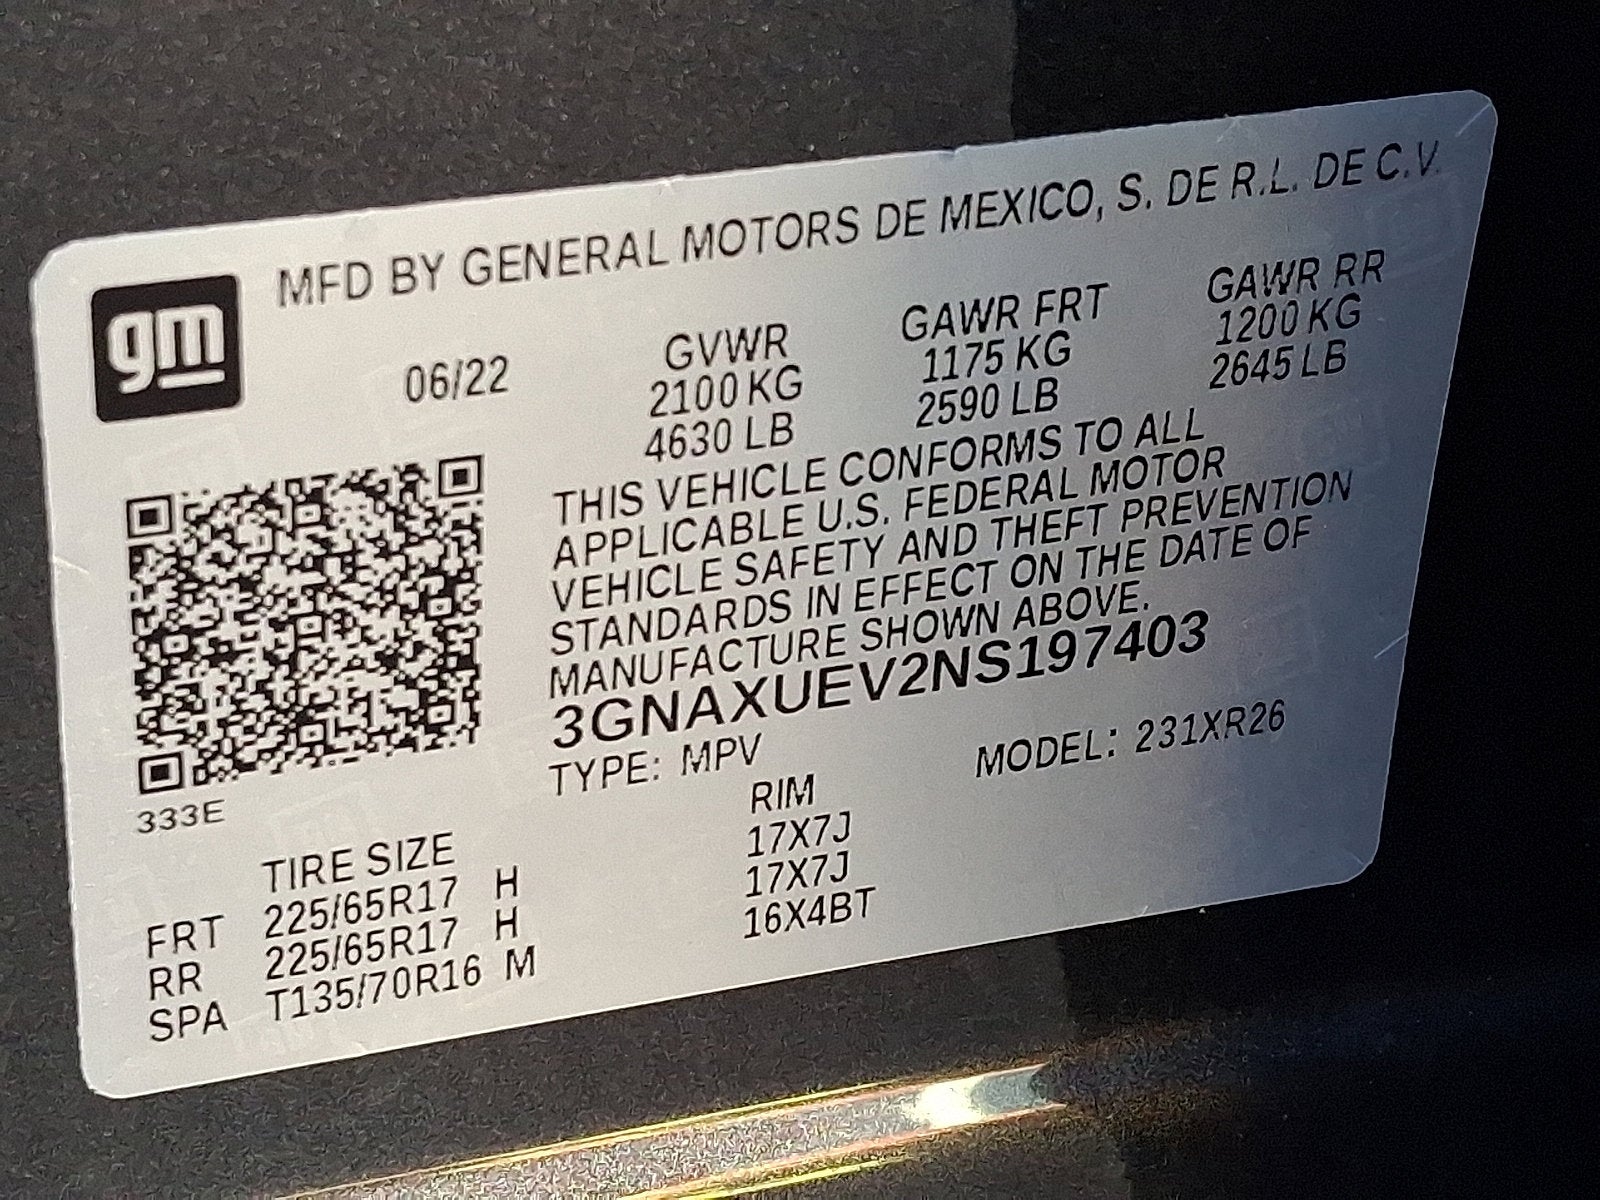 gm
MFD BY GENERAL MOTORS DE MEXICO, S. DE R.L. DE C.V.
06/22 GVWR GAWR FRT GAWR RR
2100 KG 1175 KG 1200 KG
4630 LB 2590 LB 2645 LB
THIS VEHICLE CONFORMS TO ALL
APPLICABLE U.S. FEDERAL MOTOR
VEHICLE SAFETY AND THEFT PREVENTION
STANDARDS IN EFFECT ON THE DATE OF
MANUFACTURE SHOWN ABOVE.
3GNAXUEV2NS197403
TYPE: MPV MODEL: 231XR26
333E
TIRE SIZE RIM
FRT 225/65R17 H 17X7J
RR 225/65R17 H 17X7J
SPA T135/70R16 M 16X4BT